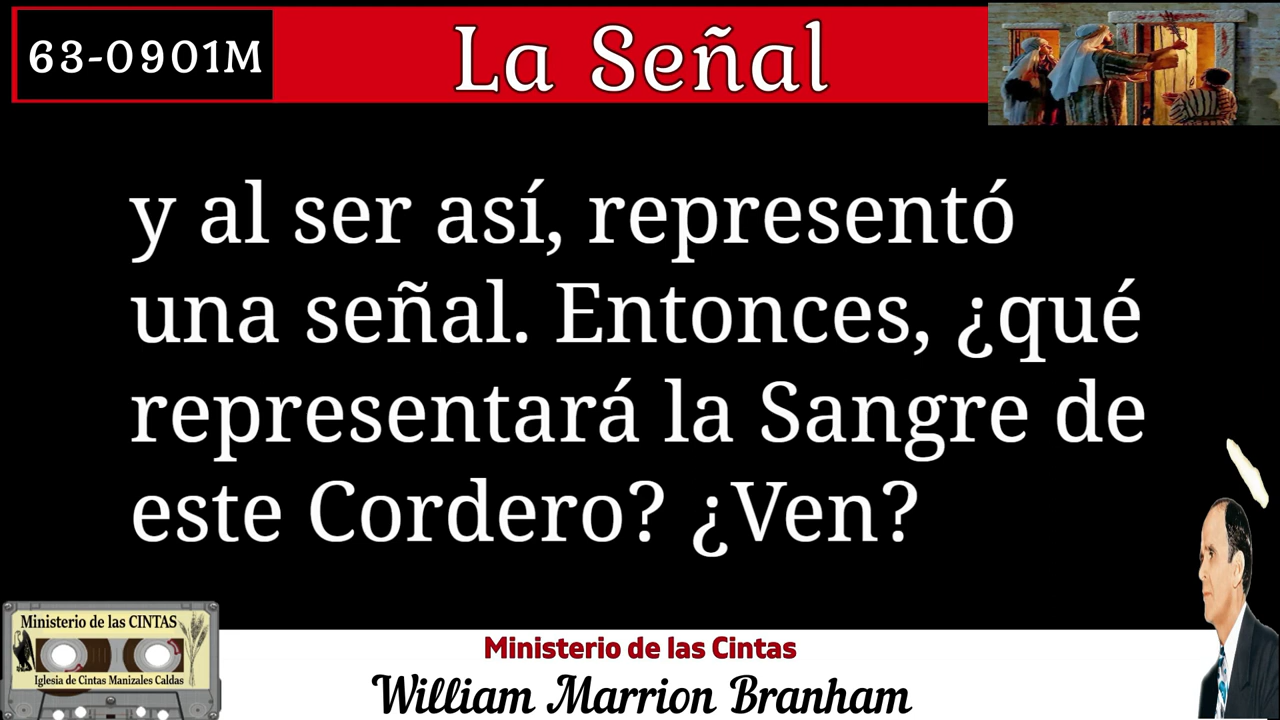 63-0901M
La Señal
y al ser así, representó
una señal. Entonces, ¿qué
representará la Sangre de
este Cordero? ¿Ven?
Ministerio de las CINTAS
Iglesia de Cintas Manizales Caldas
Ministerio de las Cintas
William Marrion Branham